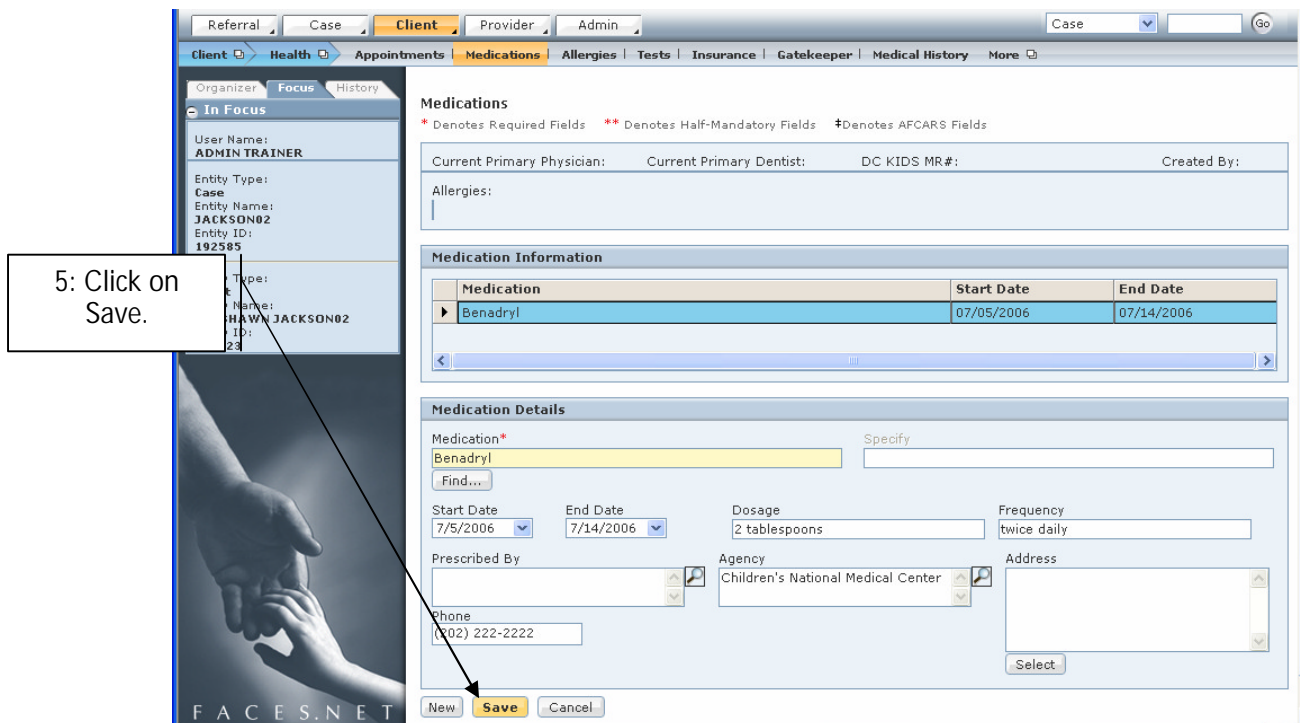 Referral Case Client Provider Admin Case Go
Client Health Appointments | Medications | Allergies | Tests | Insurance | Gatekeeper | Medical History More
Organizer Focus History
In Focus
User Name:
ADMIN TRAINER
Entity Type:
Case
Entity Name:
JACKSON02
Entity ID:
192585
Type:
Name:
JACKSON02
ID:
23
5: Click on
Save.
FACES.NET
Medications
* Denotes Required Fields ** Denotes Half-Mandatory Fields ‡Denotes AFCARS Fields
Current Primary Physician: Current Primary Dentist: DC KIDS MR#: Created By:
Allergies:
Medication Information
Medication Start Date End Date
Benadryl 07/05/2006 07/14/2006
Medication Details
Medication* Specify
Benadryl
Find...
Start Date End Date Dosage Frequency
7/5/2006 7/14/2006 2 tablespoons twice daily
Prescribed By Agency Address
Children's National Medical Center
Phone
(202) 222-2222
Select
New Save Cancel